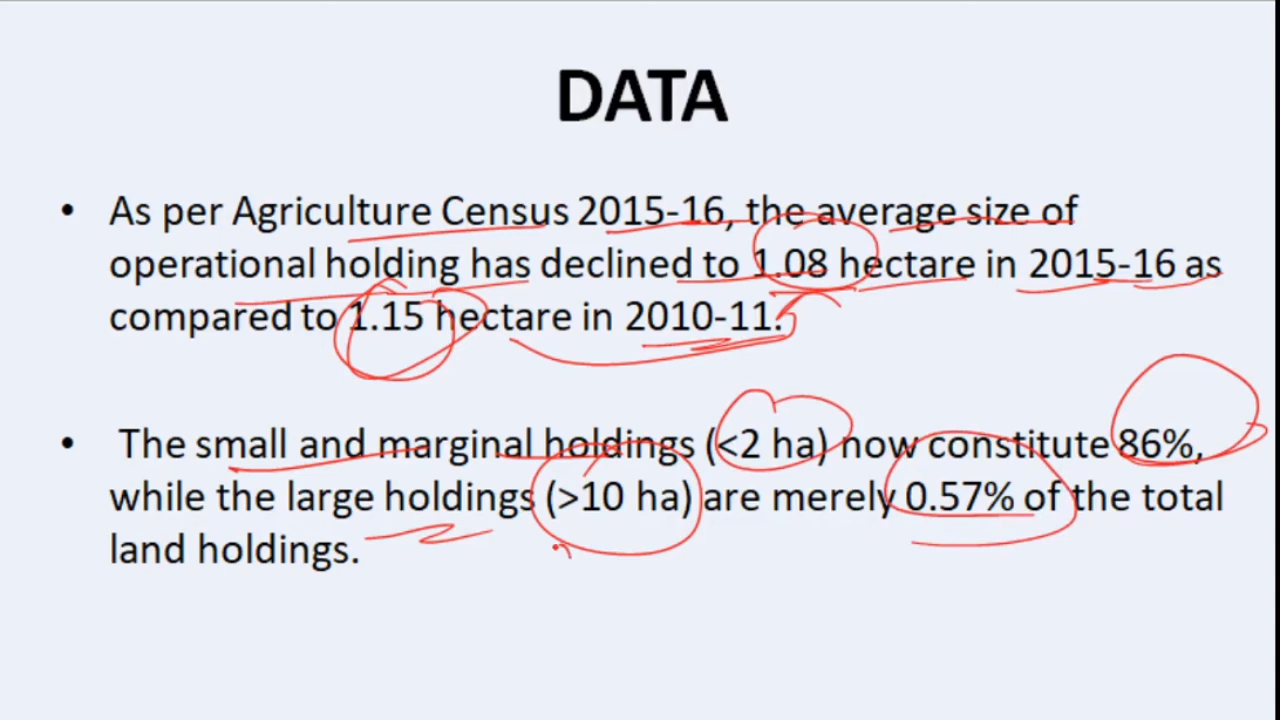 DATA
• As per Agriculture Census 2015-16, the average size of
operational holding has declined to 1.08 hectare in 2015-16 as
compared to 1.15 hectare in 2010-11.
• The small and marginal holdings (<2 ha) now constitute 86%,
while the large holdings (>10 ha) are merely 0.57% of the total
land holdings.